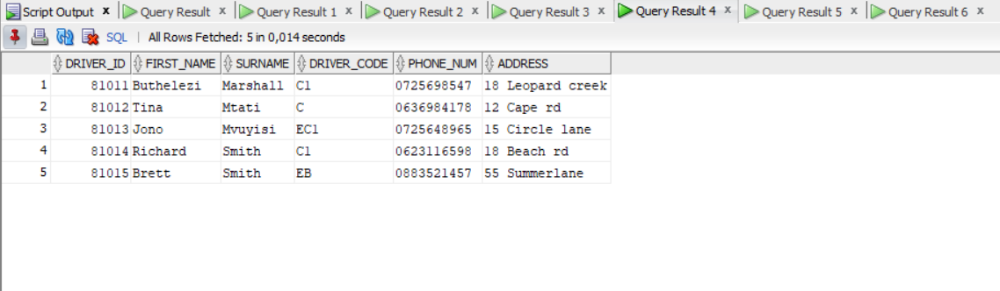 Script Output x Query Result x Query Result 1 x Query Result 2 x Query Result 3 x Query Result 4 x Query Result 5 x Query Result 6 x
SQL | All Rows Fetched: 5 in 0,014 seconds
DRIVER_ID FIRST_NAME SURNAME DRIVER_CODE PHONE_NUM ADDRESS
1 81011 Buthelezi Marshall C1 0725698547 18 Leopard creek
2 81012 Tina Mtati C 0636984178 12 Cape rd
3 81013 Jono Mvuyisi EC1 0725648965 15 Circle lane
4 81014 Richard Smith C1 0623116598 18 Beach rd
5 81015 Brett Smith EB 0883521457 55 Summerlane